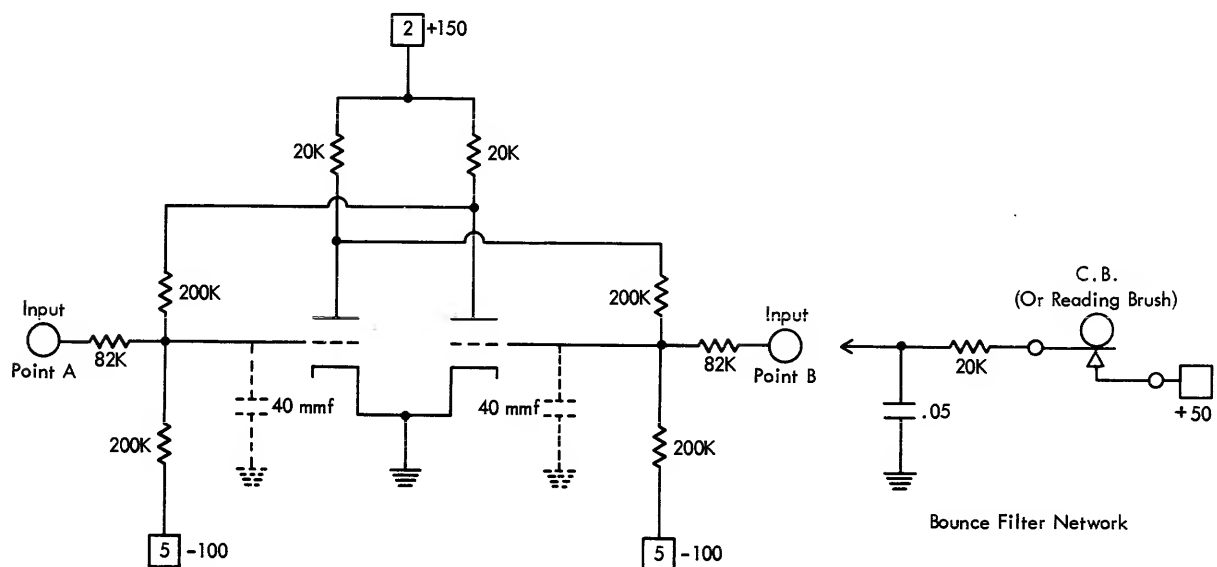 2 +150
20K
20K
200K
200K
C.B.
(Or Reading Brush)
Input
Point A
82K
Input
Point B
82K
20K
40 mmf
40 mmf
.05
+50
200K
200K
5 -100
5 -100
Bounce Filter Network